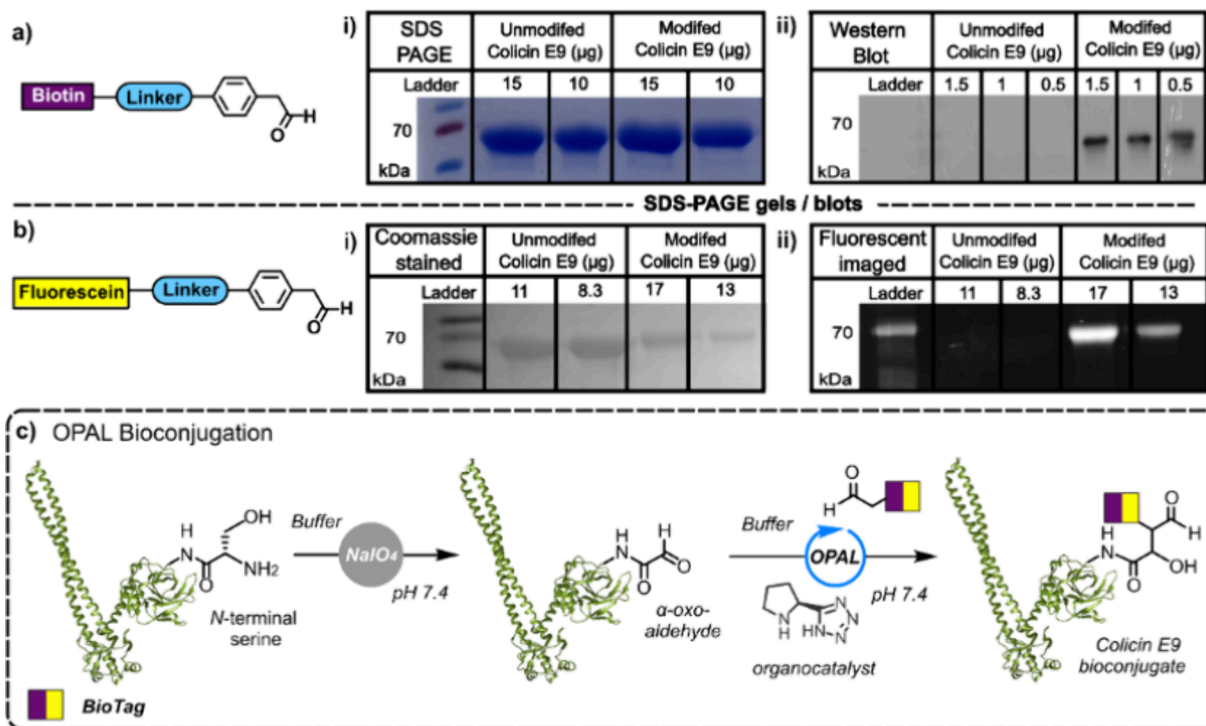 a)
Biotin
Linker
H
O
i)
SDS PAGE
Unmodifed Colicin E9 (µg)
Modifed Colicin E9 (µg)
Ladder
15
10
15
10
70
kDa
ii)
Western Blot
Unmodifed Colicin E9 (µg)
Modifed Colicin E9 (µg)
Ladder
1.5
1
0.5
1.5
1
0.5
70
kDa
SDS-PAGE gels / blots
b)
Fluorescein
Linker
H
O
i)
Coomassie stained
Unmodifed Colicin E9 (µg)
Modifed Colicin E9 (µg)
Ladder
11
8.3
17
13
70
kDa
ii)
Fluorescent imaged
Unmodifed Colicin E9 (µg)
Modifed Colicin E9 (µg)
Ladder
11
8.3
17
13
70
kDa
c) OPAL Bioconjugation
OH
HN
O
NH2
N-terminal serine
Buffer
NaIO4
pH 7.4
HN
O
O
H
α-oxo-aldehyde
O
H
Buffer
OPAL
pH 7.4
N
H
HN
N
N
N
organocatalyst
O
H
HN
O
OH
Colicin E9 bioconjugate
BioTag